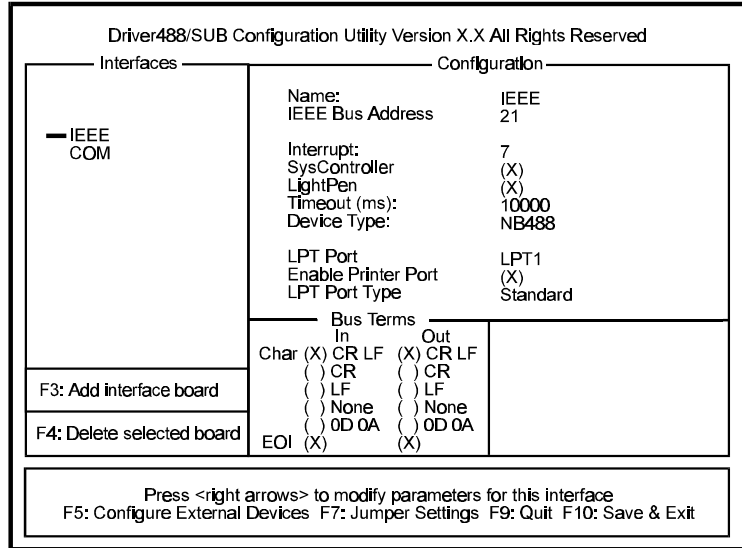 Driver488/SUB Configuration Utility Version X.X All Rights Reserved
Interfaces
IEEE
COM
F3: Add interface board
F4: Delete selected board
Configuration
Name: IEEE
IEEE Bus Address 21
Interrupt: 7
SysController (X)
LightPen (X)
Timeout (ms): 10000
Device Type: NB488
LPT Port LPT1
Enable Printer Port (X)
LPT Port Type Standard
Bus Terms
In Out
Char (X) CR LF (X) CR LF
( ) CR ( ) CR
( ) LF ( ) LF
( ) None ( ) None
( ) 0D 0A ( ) 0D 0A
EOI (X) (X)
Press <right arrows> to modify parameters for this interface
F5: Configure External Devices F7: Jumper Settings F9: Quit F10: Save & Exit